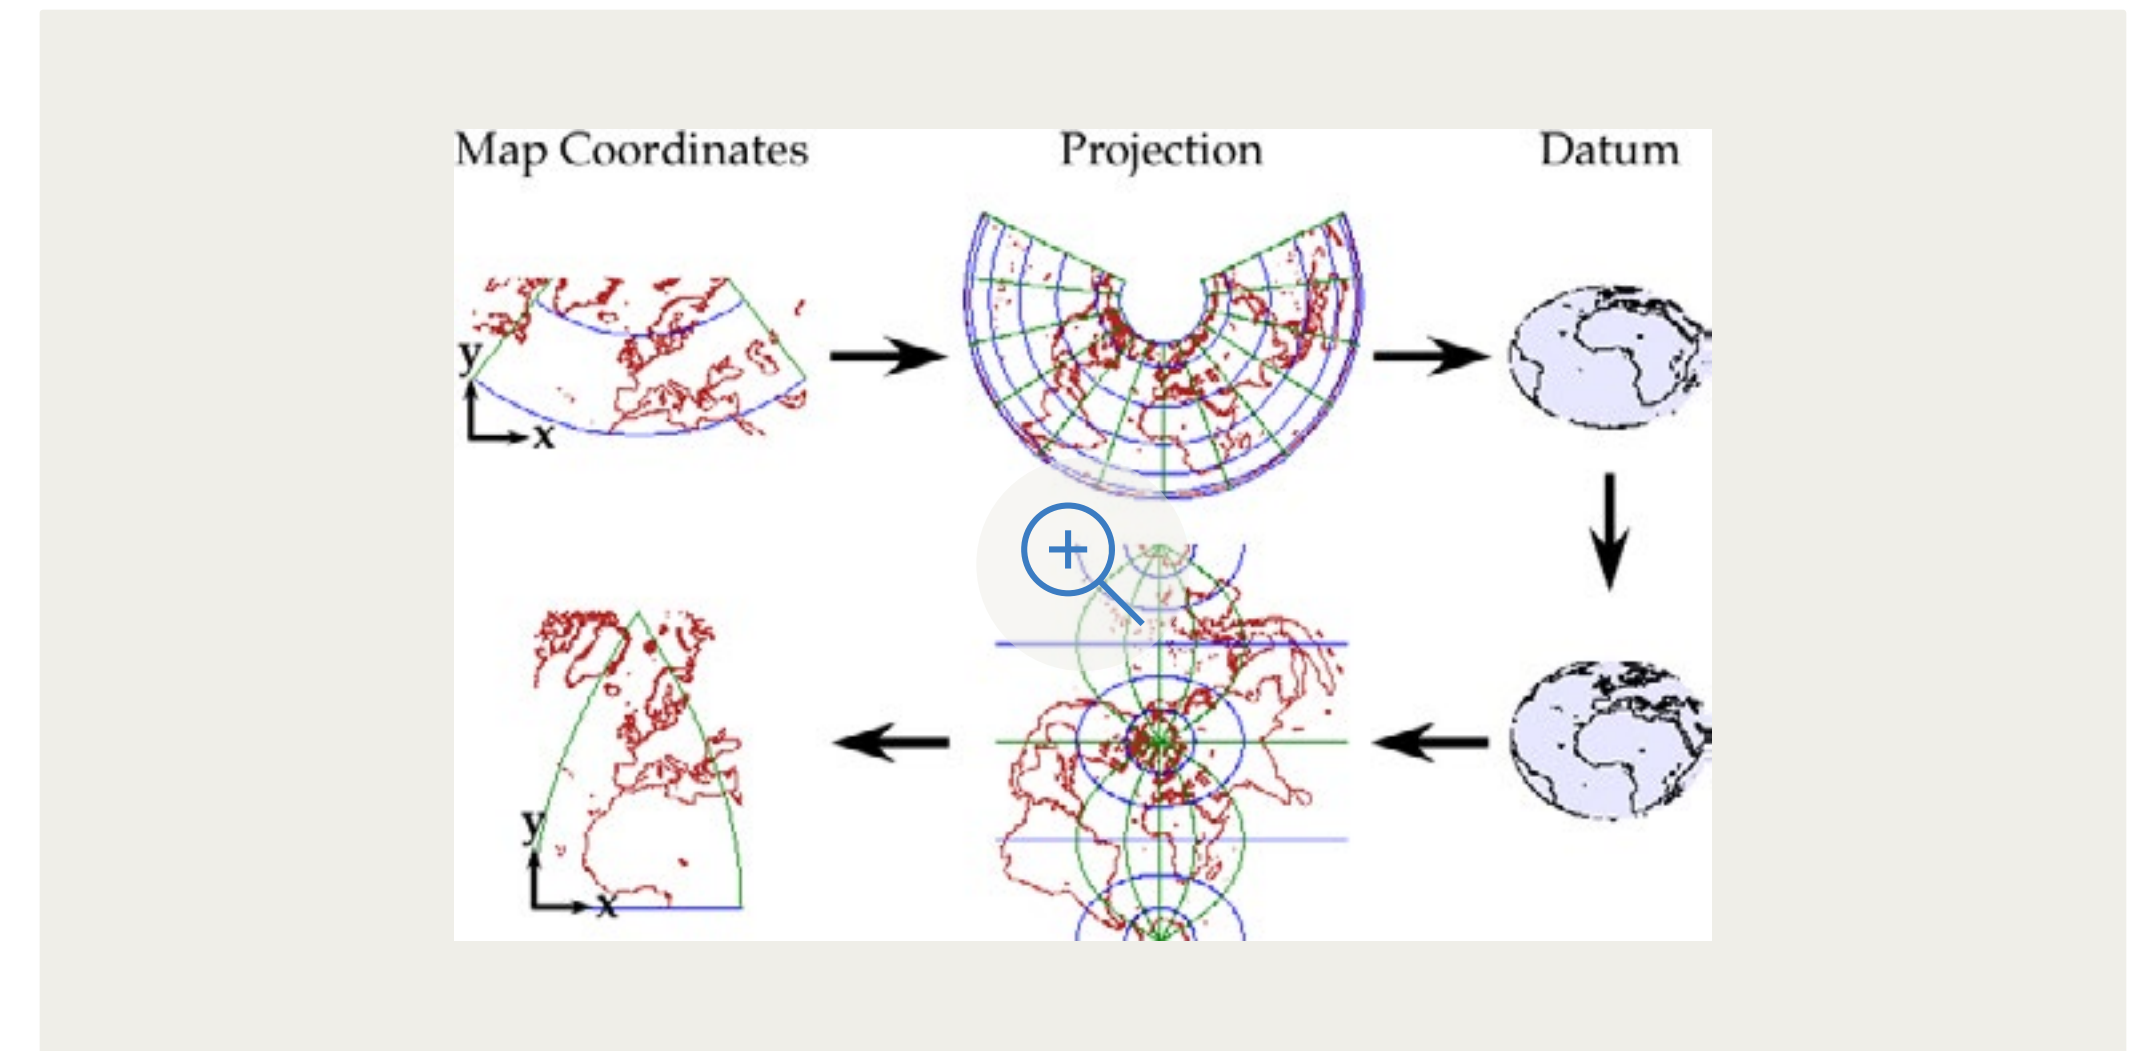 Map Coordinates
Projection
Datum
y
x
y
x